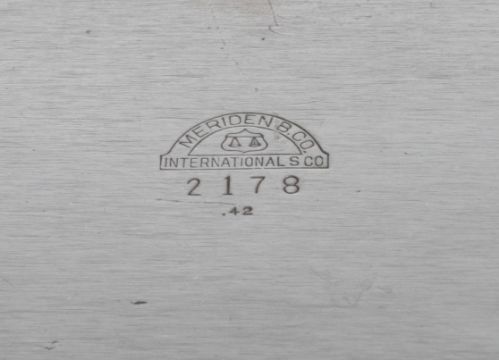 MERIDEN B. CO.
INTERNATIONAL S CO.
2178
.42